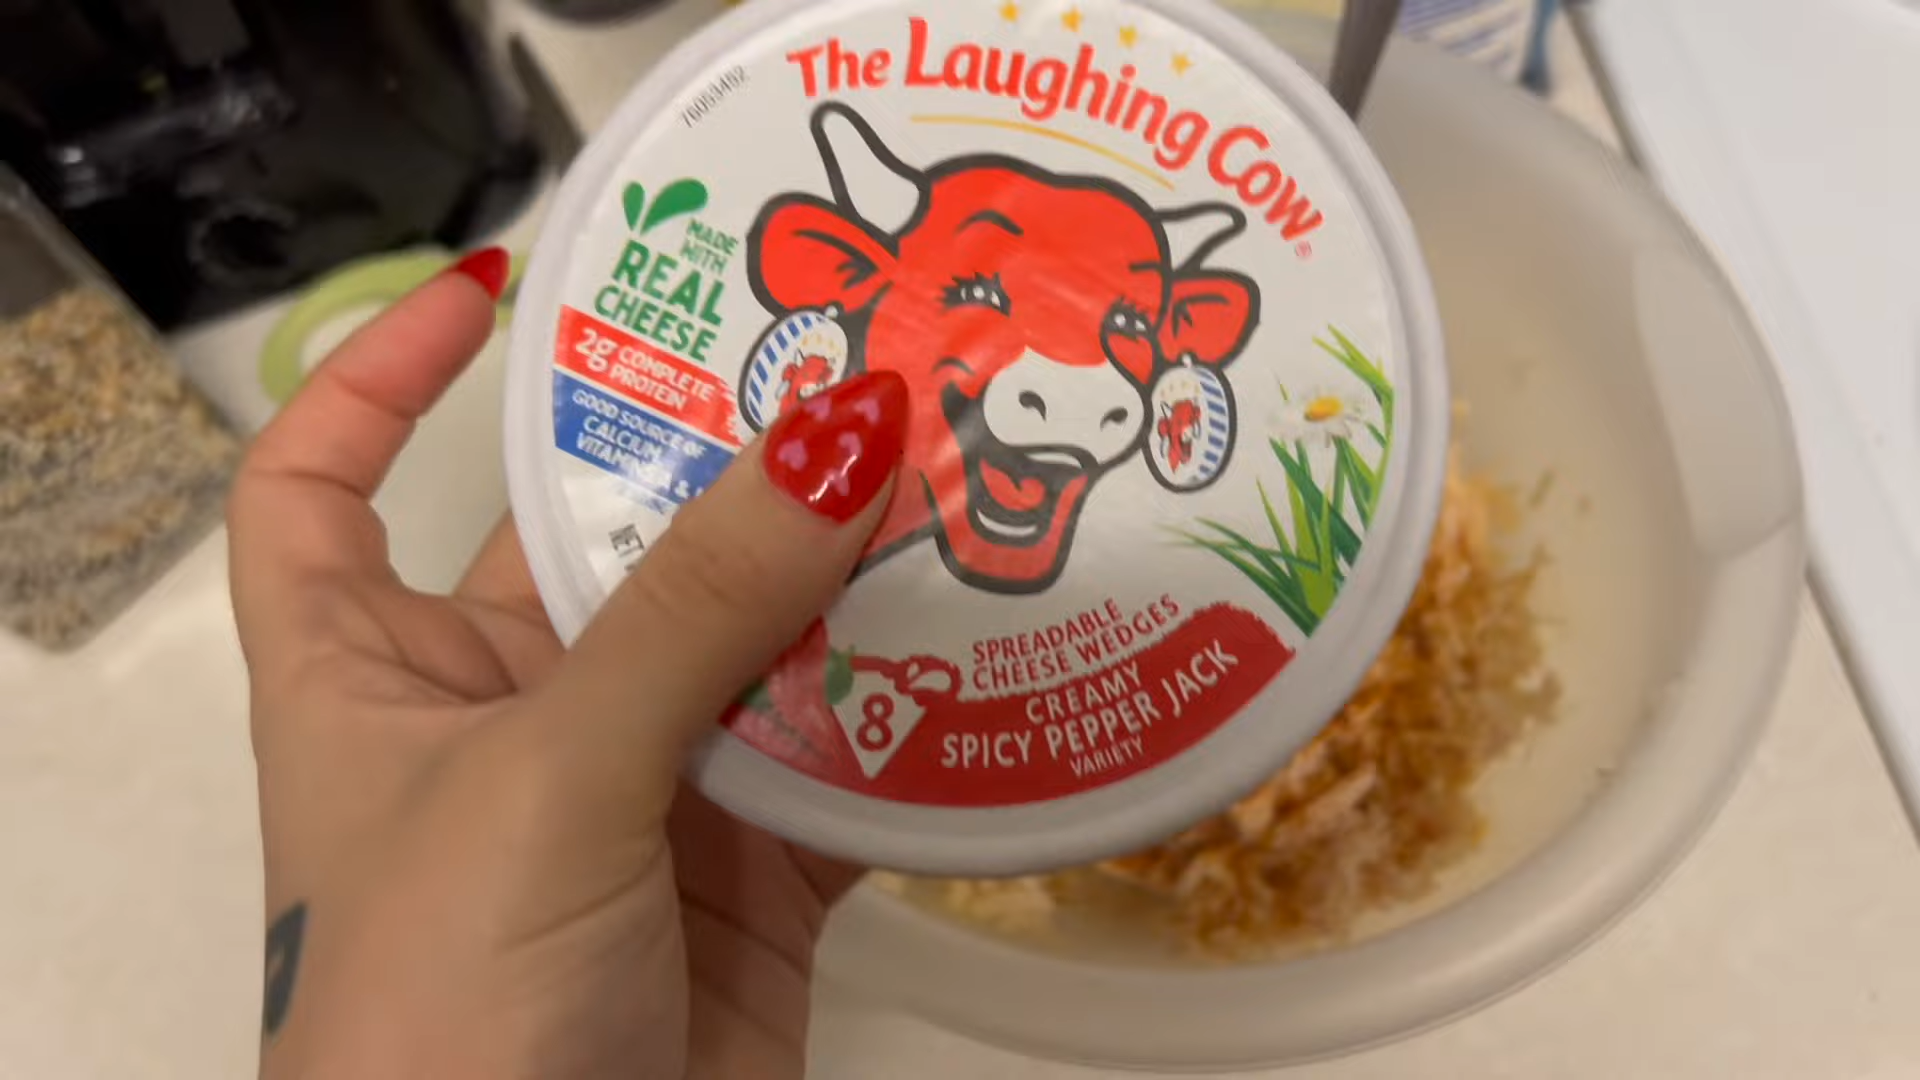 The Laughing Cow®
MADE
WITH
REAL
CHEESE
2g COMPLETE
PROTEIN
GOOD SOURCE OF
CALCIUM,
SPREADABLE
CHEESE WEDGES
8
CREAMY
SPICY PEPPER JACK
VARIETY